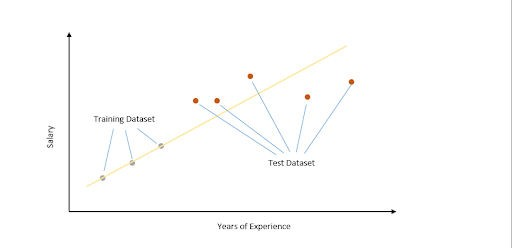 Training Dataset
Salary
Test Dataset
Years of Experience